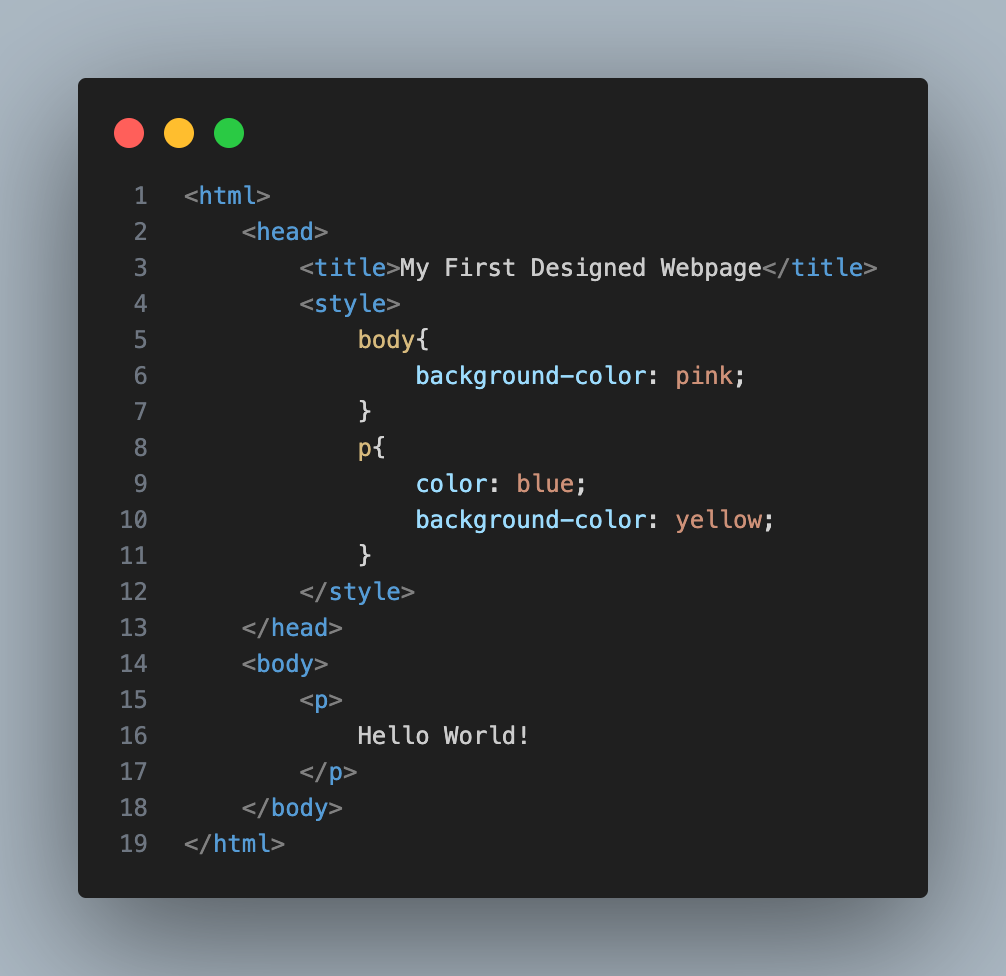 1 <html>
2     <head>
3         <title>My First Designed Webpage</title>
4         <style>
5             body{
6                 background-color: pink;
7             }
8             p{
9                 color: blue;
10                 background-color: yellow;
11             }
12         </style>
13     </head>
14     <body>
15         <p>
16             Hello World!
17         </p>
18     </body>
19 </html>